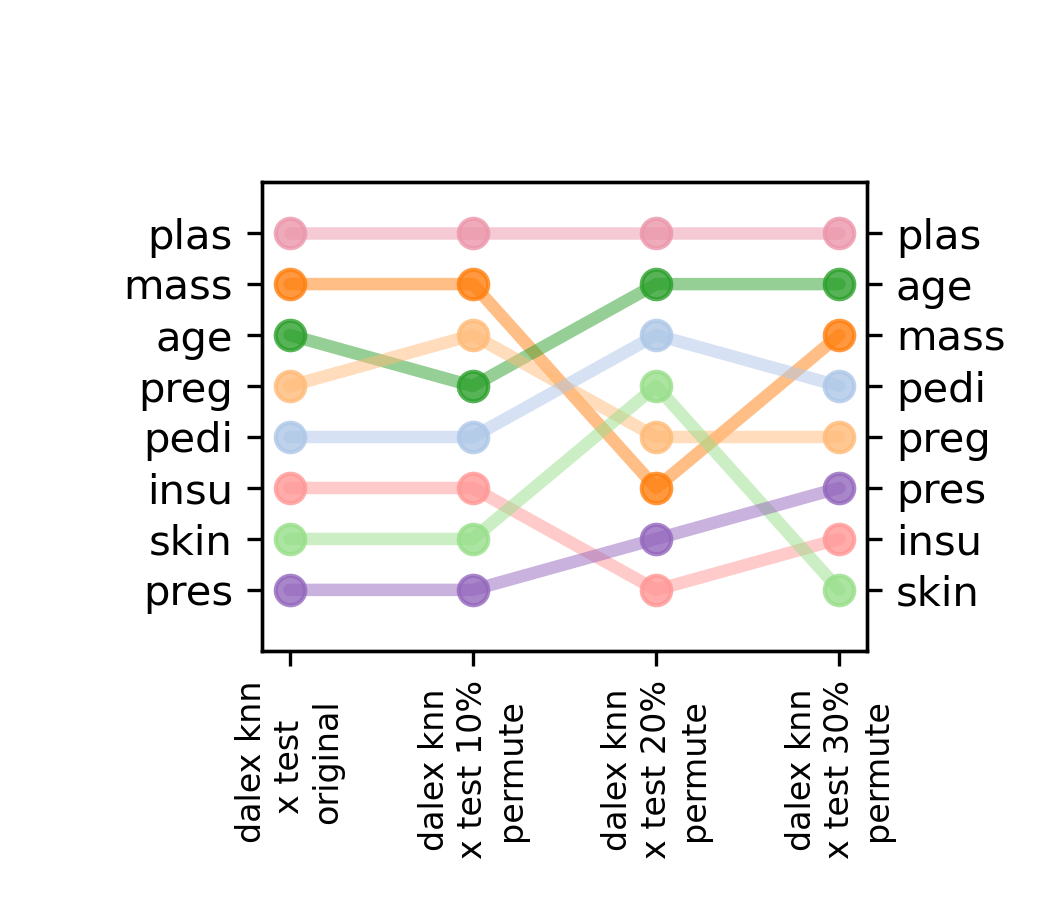 plas
mass
age
preg
pedi
insu
skin
pres
plas
age
mass
pedi
preg
pres
insu
skin
dalex knn
x test
original
dalex knn
x test 10%
permute
dalex knn
x test 20%
permute
dalex knn
x test 30%
permute